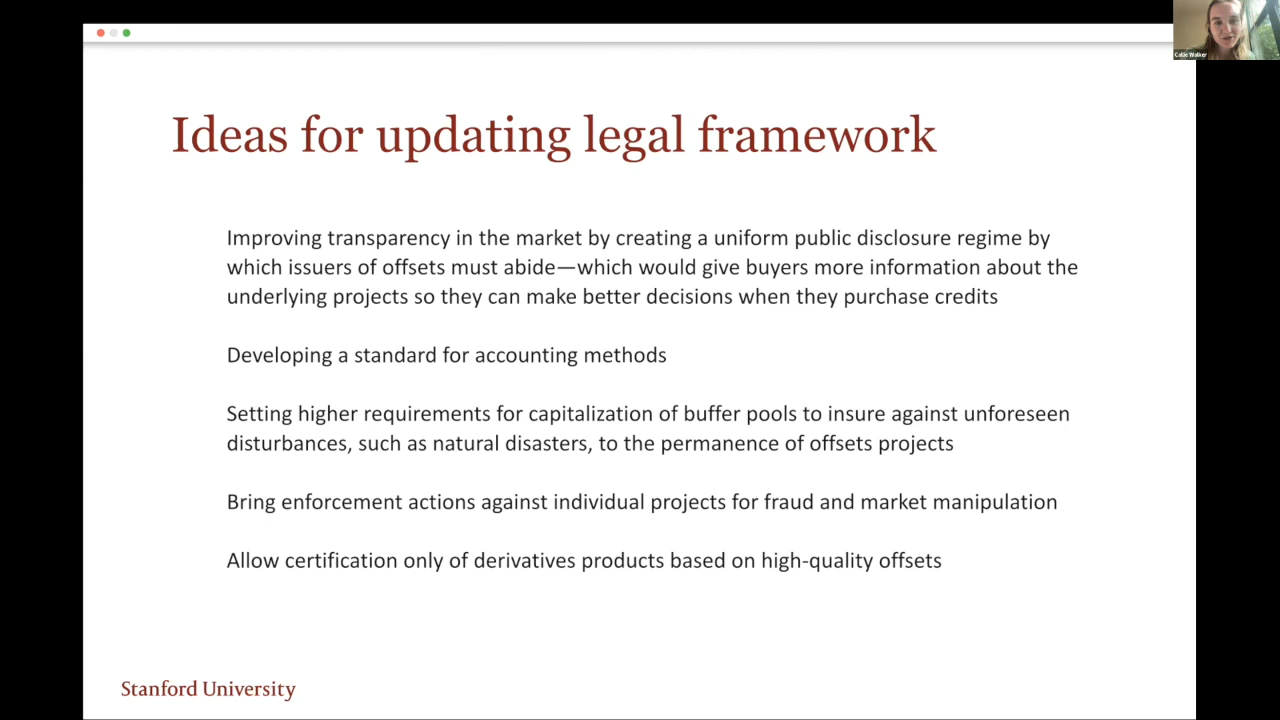 Callie Walker
Ideas for updating legal framework
Improving transparency in the market by creating a uniform public disclosure regime by
which issuers of offsets must abide—which would give buyers more information about the
underlying projects so they can make better decisions when they purchase credits
Developing a standard for accounting methods
Setting higher requirements for capitalization of buffer pools to insure against unforeseen
disturbances, such as natural disasters, to the permanence of offsets projects
Bring enforcement actions against individual projects for fraud and market manipulation
Allow certification only of derivatives products based on high-quality offsets
Stanford University